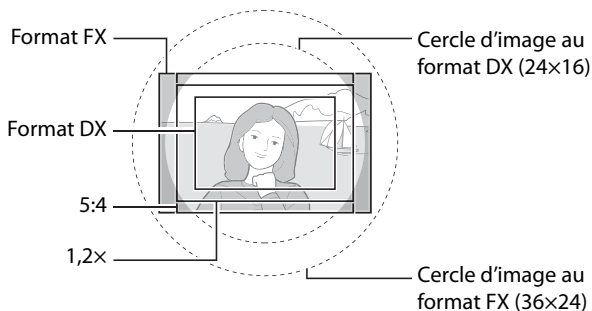 Format FX
Cercle d'image au
format DX (24×16)
Format DX
5:4
1,2×
Cercle d'image au
format FX (36×24)